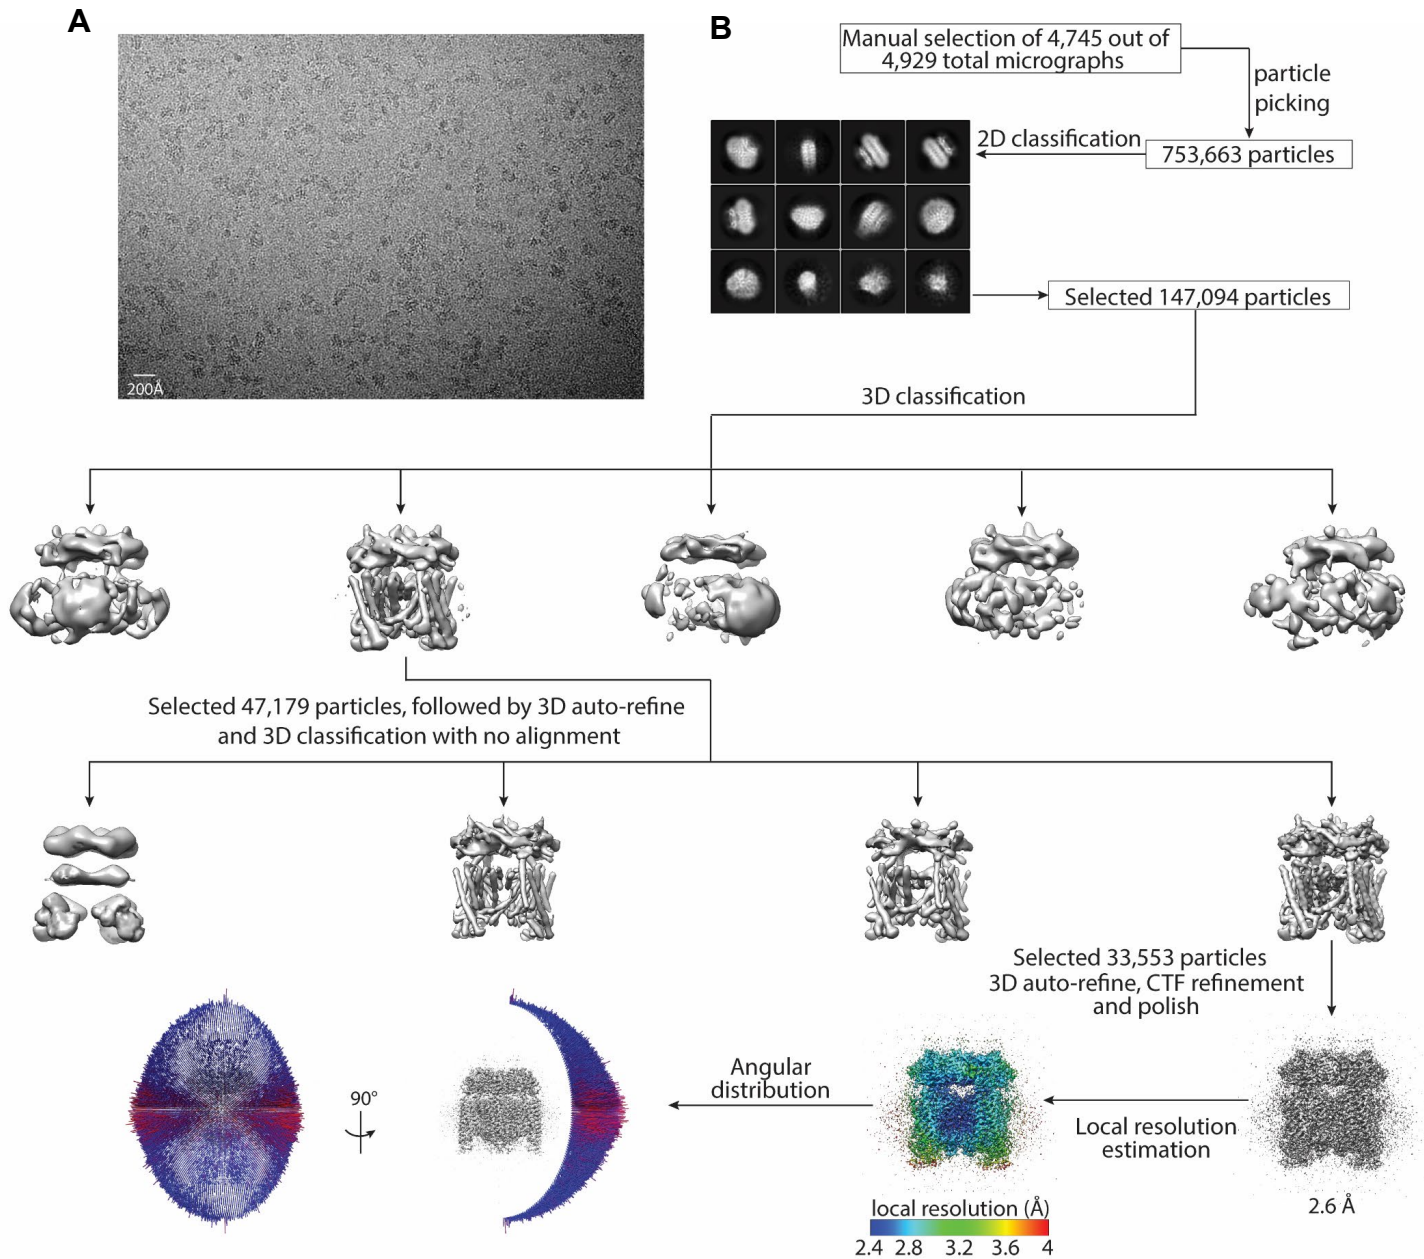 A
B
200Å
Manual selection of 4,745 out of
4,929 total micrographs
particle
picking
753,663 particles
2D classification
Selected 147,094 particles
3D classification
Selected 47,179 particles, followed by 3D auto-refine
and 3D classification with no alignment
Selected 33,553 particles
3D auto-refine, CTF refinement
and polish
2.6 Å
Local resolution
estimation
local resolution (Å)
2.4 2.8 3.2 3.6 4
Angular
distribution
90°